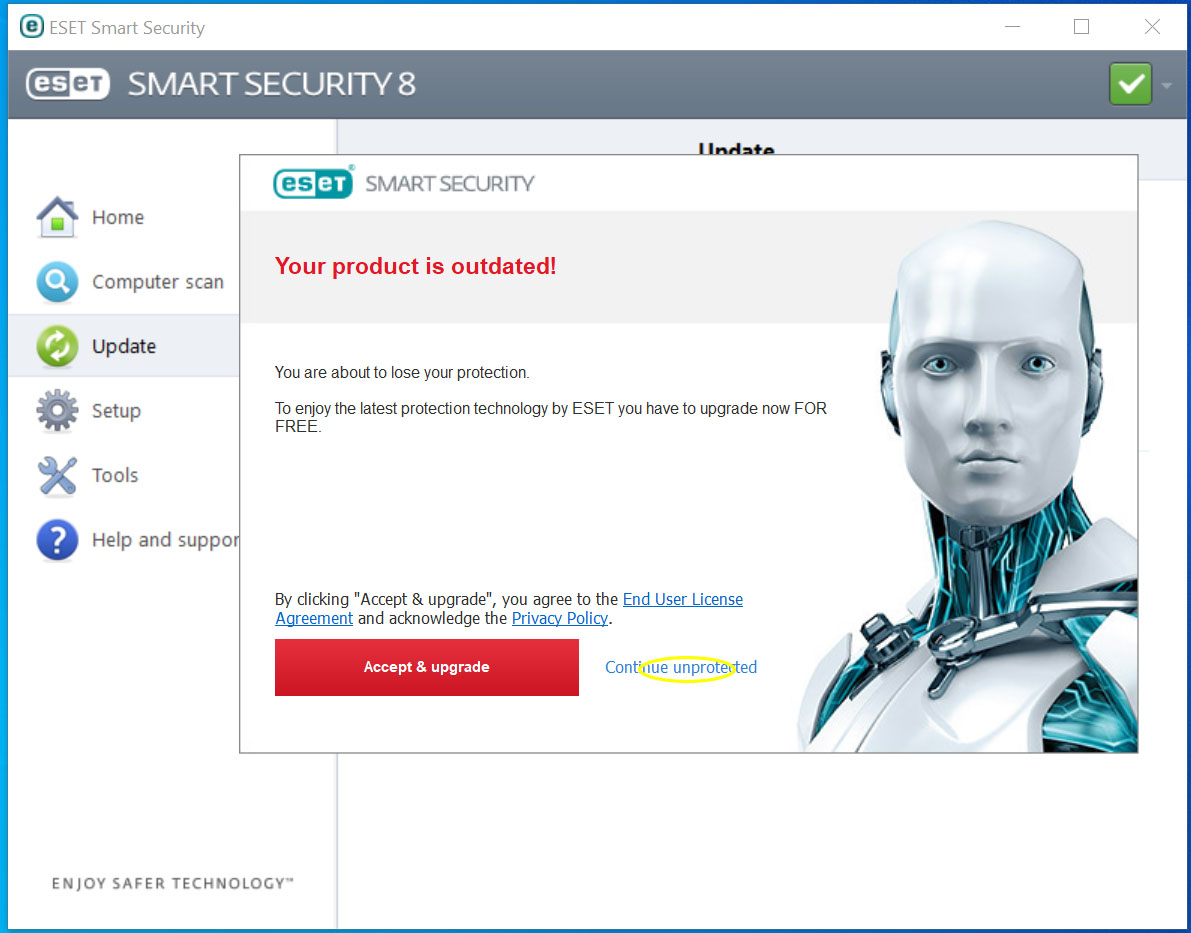 ESET Smart Security
eseT SMART SECURITY 8
Update
eseT® SMART SECURITY
Your product is outdated!
Home
Computer scan
Update
Setup
Tools
Help and suppor
You are about to lose your protection.
To enjoy the latest protection technology by ESET you have to upgrade now FOR
FREE.
By clicking "Accept & upgrade", you agree to the End User License
Agreement and acknowledge the Privacy Policy.
Accept & upgrade
Continue unprotected
ENJOY SAFER TECHNOLOGY™